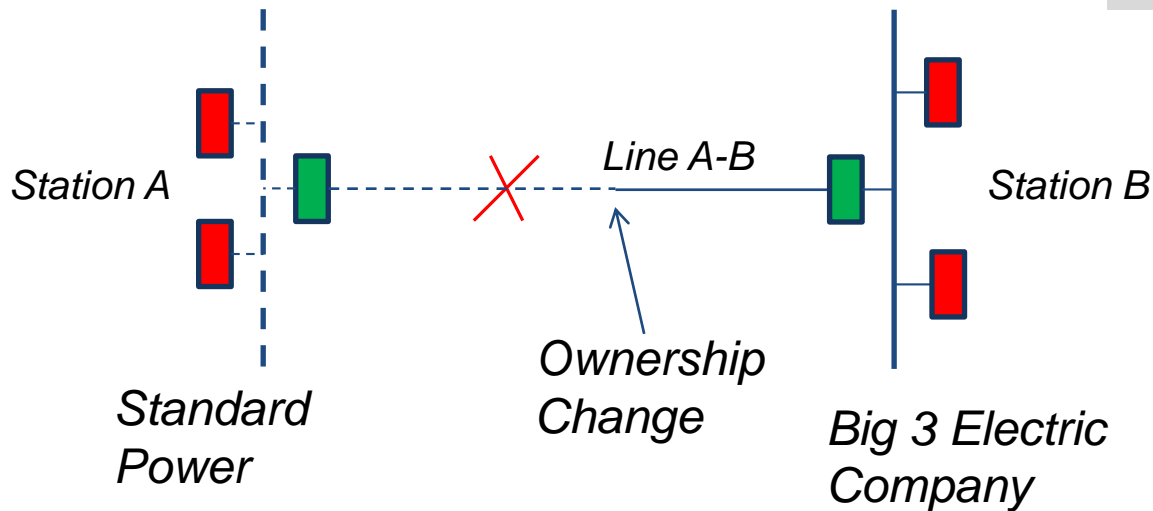 Line A-B
Station A
Station B
Ownership
Change
Standard
Power
Big 3 Electric
Company